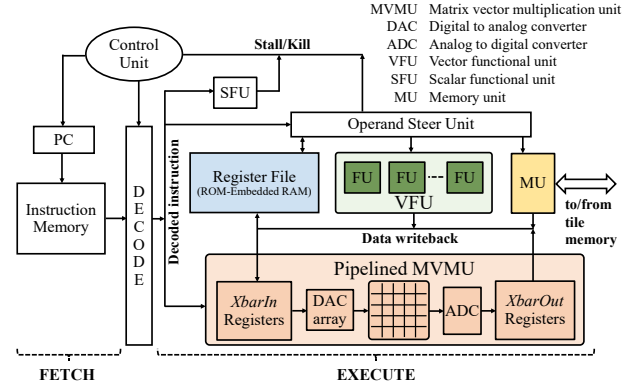 MVMU Matrix vector multiplication unit
DAC Digital to analog converter
ADC Analog to digital converter
VFU Vector functional unit
SFU Scalar functional unit
MU Memory unit
Control
Unit
Stall/Kill
SFU
PC
Operand Steer Unit
Instruction
Memory
DECODE
Decoded instruction
Register File
(ROM-Embedded RAM)
FU FU FU
VFU
MU
to/from
tile
memory
Data writeback
Pipelined MVMU
XbarIn
Registers
DAC
array
ADC
XbarOut
Registers
FETCH
EXECUTE